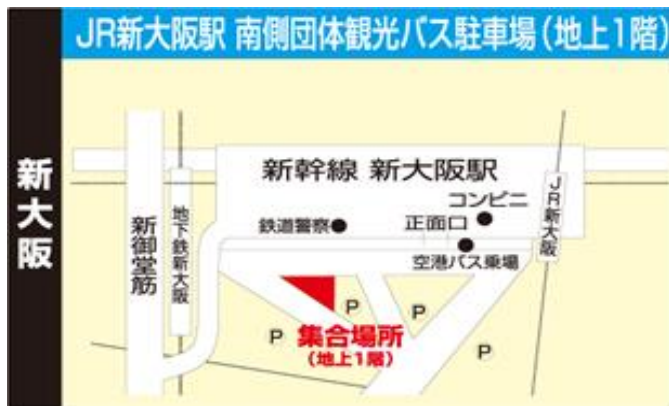 JR新大阪駅 南側団体観光バス駐車場(地上1階)
新大阪
新幹線 新大阪駅
コンビニ
鉄道警察
正面口
JR新大阪
空港バス乗場
新御堂筋
地下鉄新大阪
P
P
P
集合場所
(地上1階)
P